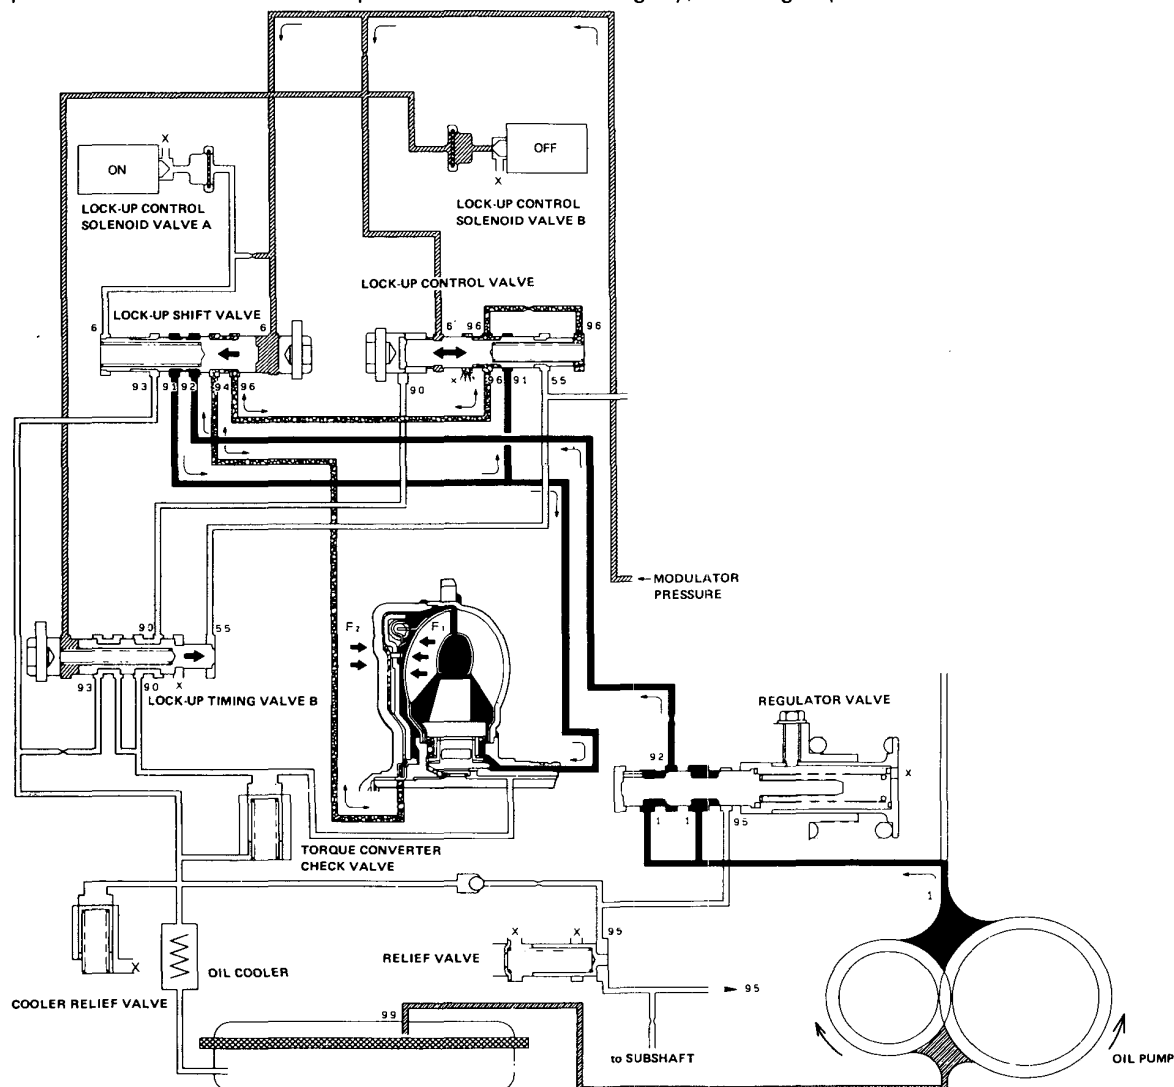 X
ON
LOCK-UP CONTROL
SOLENOID VALVE A
OFF
X
LOCK-UP CONTROL
SOLENOID VALVE B
LOCK-UP CONTROL VALVE
LOCK-UP SHIFT VALVE
6
6
6
96
96
93
91
92
94
96
90
X
96
91
55
← MODULATOR
PRESSURE
90
55
F2
F1
93
90
X
LOCK-UP TIMING VALVE B
REGULATOR VALVE
92
X
1
1
95
TORQUE CONVERTER
CHECK VALVE
1
X
X
95
RELIEF VALVE
X
OIL COOLER
COOLER RELIEF VALVE
95
99
to SUBSHAFT
OIL PUMP